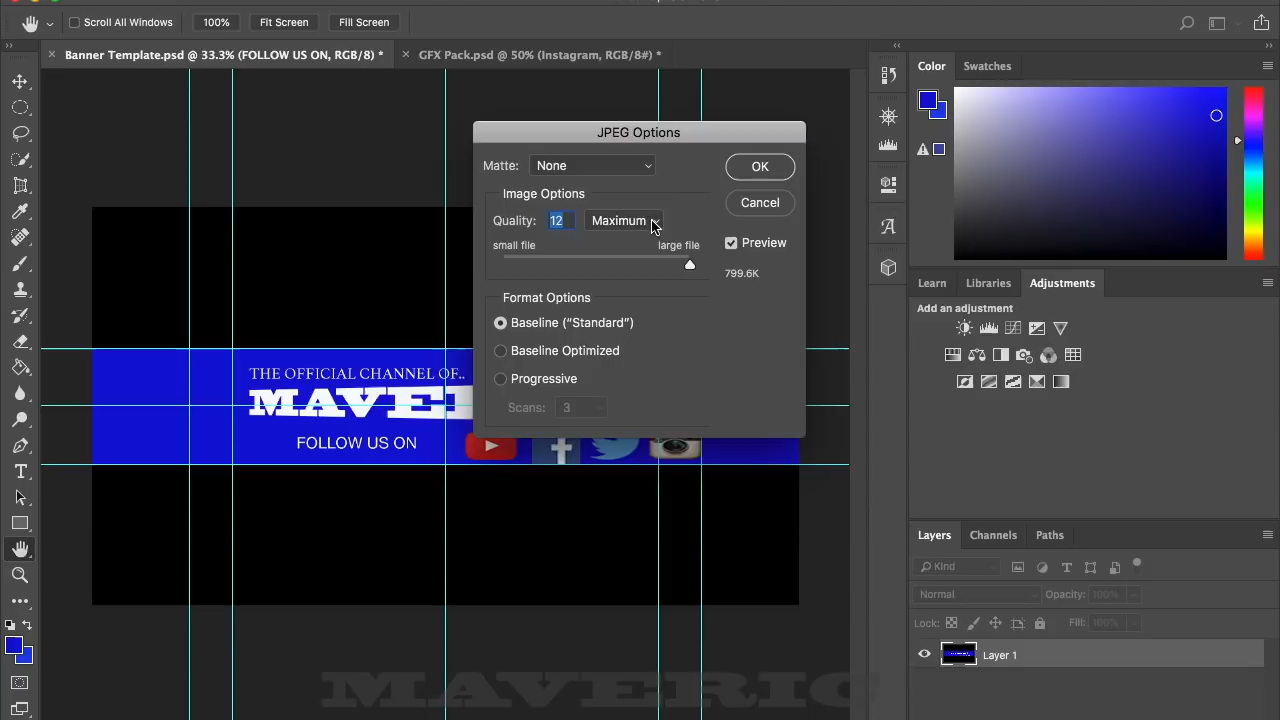 Scroll All Windows
100%
Fit Screen
Fill Screen
Banner Template.psd @ 33.3% (FOLLOW US ON, RGB/8) *
GFX Pack.psd @ 50% (Instagram, RGB/8#) *
Color
Swatches
JPEG Options
Matte:
None
OK
Image Options
Cancel
Quality:
12
Maximum
small file
large file
Preview
799.6K
Format Options
Baseline (“Standard”)
Baseline Optimized
Progressive
Scans:
3
Learn
Libraries
Adjustments
Add an adjustment
THE OFFICIAL CHANNEL OF..
MAVE
FOLLOW US ON
Layers
Channels
Paths
Kind
Normal
Opacity:
100%
Lock:
Fill:
100%
Layer 1
MAVERIC